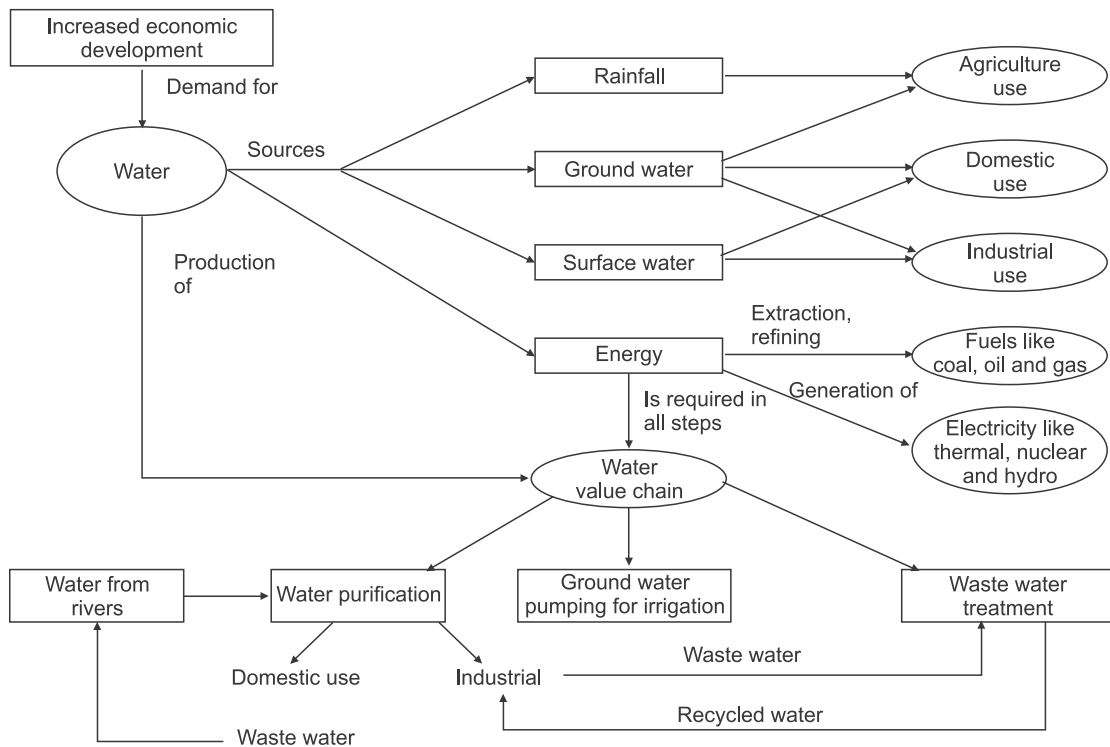 Increased economic
development
Demand for
Water
Sources
Rainfall
Ground water
Surface water
Agriculture
use
Domestic
use
Industrial
use
Production
of
Energy
Extraction,
refining
Fuels like
coal, oil and gas
Generation of
Electricity like
thermal, nuclear
and hydro
Is required in
all steps
Water
value chain
Water from
rivers
Water purification
Ground water
pumping for irrigation
Waste water
treatment
Domestic use
Industrial
Waste water
Recycled water
Waste water